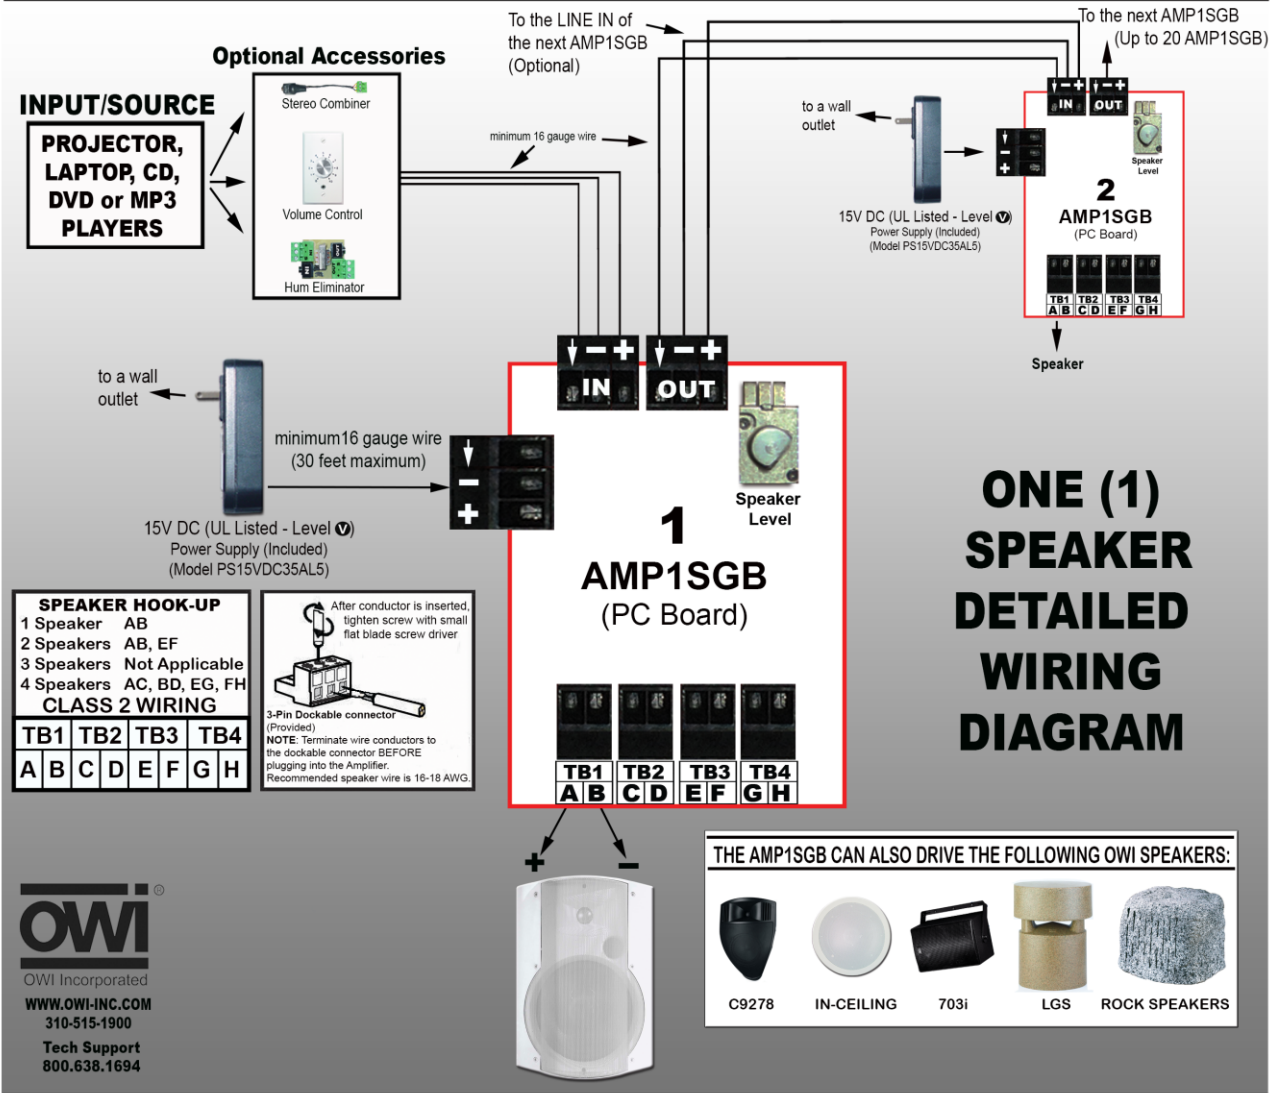 To the LINE IN of
the next AMP1SGB
(Optional)
To the next AMP1SGB
(Up to 20 AMP1SGB)
Optional Accessories
INPUT/SOURCE
PROJECTOR,
LAPTOP, CD,
DVD or MP3
PLAYERS
Stereo Combiner
Volume Control
IN
OUT
Hum Eliminator
minimum 16 gauge wire
to a wall
outlet
15V DC (UL Listed - Level V)
Power Supply (Included)
(Model PS15VDC35AL5)
− +
IN
− +
OUT
−
+
Speaker
Level
2
AMP1SGB
(PC Board)
TB1 TB2 TB3 TB4
A B C D E F G H
Speaker
to a wall
outlet
minimum16 gauge wire
(30 feet maximum)
15V DC (UL Listed - Level V)
Power Supply (Included)
(Model PS15VDC35AL5)
− +
IN
− +
OUT
−
+
Speaker
Level
1
AMP1SGB
(PC Board)
TB1 TB2 TB3 TB4
A B C D E F G H
+ −
ONE (1)
SPEAKER
DETAILED
WIRING
DIAGRAM
SPEAKER HOOK-UP
1 Speaker AB
2 Speakers AB, EF
3 Speakers Not Applicable
4 Speakers AC, BD, EG, FH
CLASS 2 WIRING
TB1 TB2 TB3 TB4
A B C D E F G H
After conductor is inserted,
tighten screw with small
flat blade screw driver
3-Pin Dockable connector
(Provided)
NOTE: Terminate wire conductors to
the dockable connector BEFORE
plugging into the Amplifier.
Recommended speaker wire is 16-18 AWG.
THE AMP1SGB CAN ALSO DRIVE THE FOLLOWING OWI SPEAKERS:
C9278 IN-CEILING 703i LGS ROCK SPEAKERS
OWI ®
OWI Incorporated
WWW.OWI-INC.COM
310-515-1900
Tech Support
800.638.1694